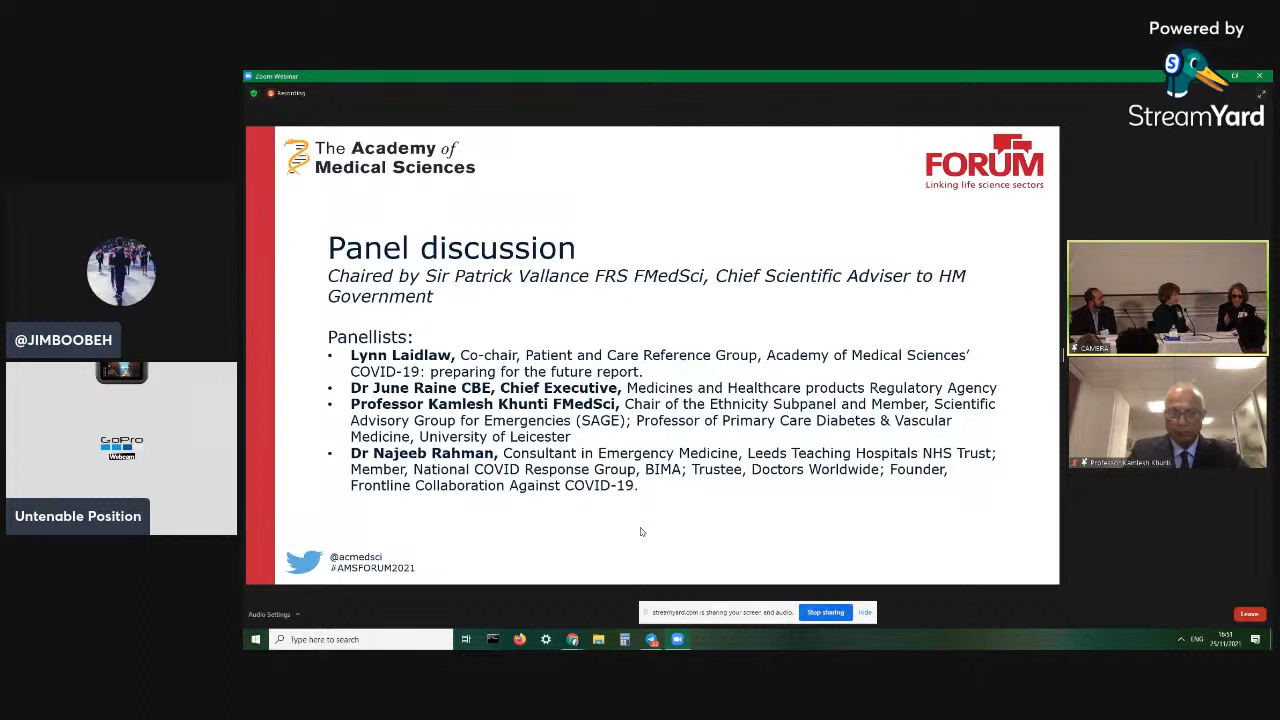 Powered by
S
StreamYard
Zoom Webinar
Recording
The Academy of
Medical Sciences
FORUM
Linking life science sectors
Panel discussion
Chaired by Sir Patrick Vallance FRS FMedSci, Chief Scientific Adviser to HM
Government
Panellists:
• Lynn Laidlaw, Co-chair, Patient and Care Reference Group, Academy of Medical Sciences’
COVID-19: preparing for the future report.
• Dr June Raine CBE, Chief Executive, Medicines and Healthcare products Regulatory Agency
• Professor Kamlesh Khunti FMedSci, Chair of the Ethnicity Subpanel and Member, Scientific
Advisory Group for Emergencies (SAGE); Professor of Primary Care Diabetes & Vascular
Medicine, University of Leicester
• Dr Najeeb Rahman, Consultant in Emergency Medicine, Leeds Teaching Hospitals NHS Trust;
Member, National COVID Response Group, BIMA; Trustee, Doctors Worldwide; Founder,
Frontline Collaboration Against COVID-19.
@acmedsci
#AMSFORUM2021
@JIMBOOBEH
GoPro
Webcam
Untenable Position
CAMERA
Professor Kamlesh Khunti
Audio Settings
streamyard.com is sharing your screen and audio.
Stop sharing
Hide
Leave
Type here to search
ENG
16:51
25/11/2021